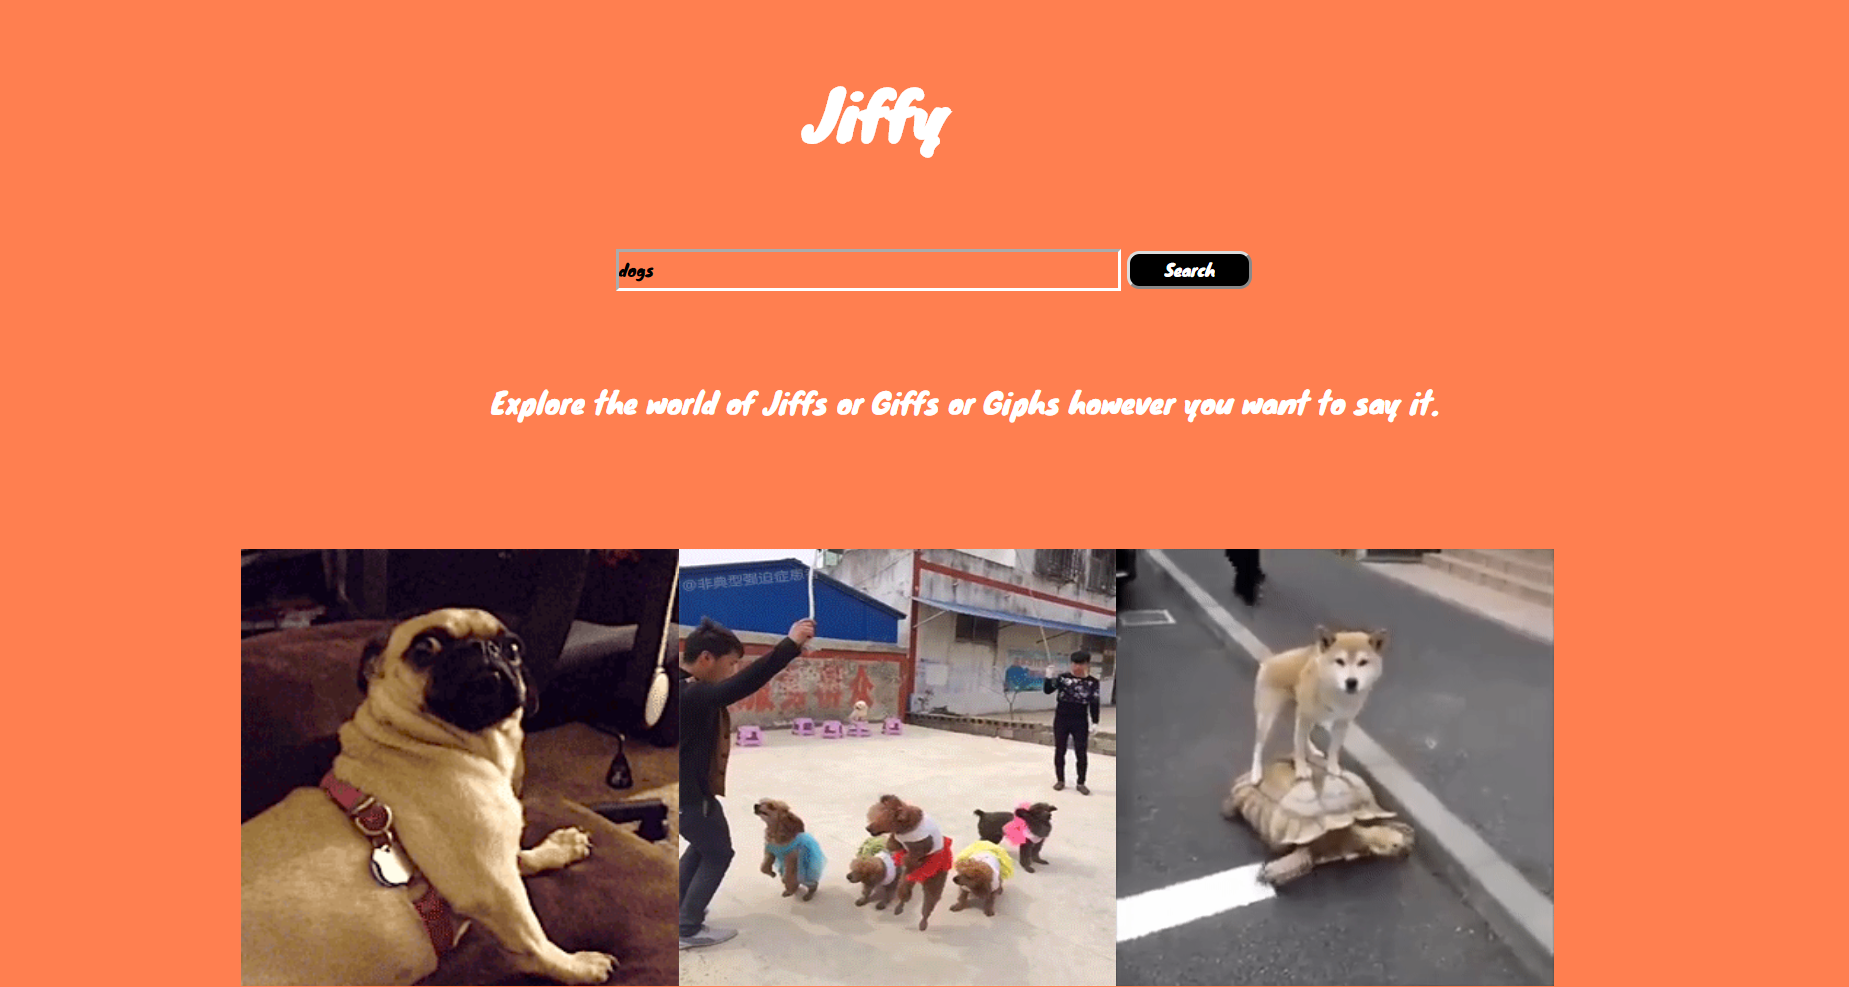 Jiffy
dogs
Search
Explore the world of Jiffs or Giffs or Giphs however you want to say it.
@非典型强迫症患者